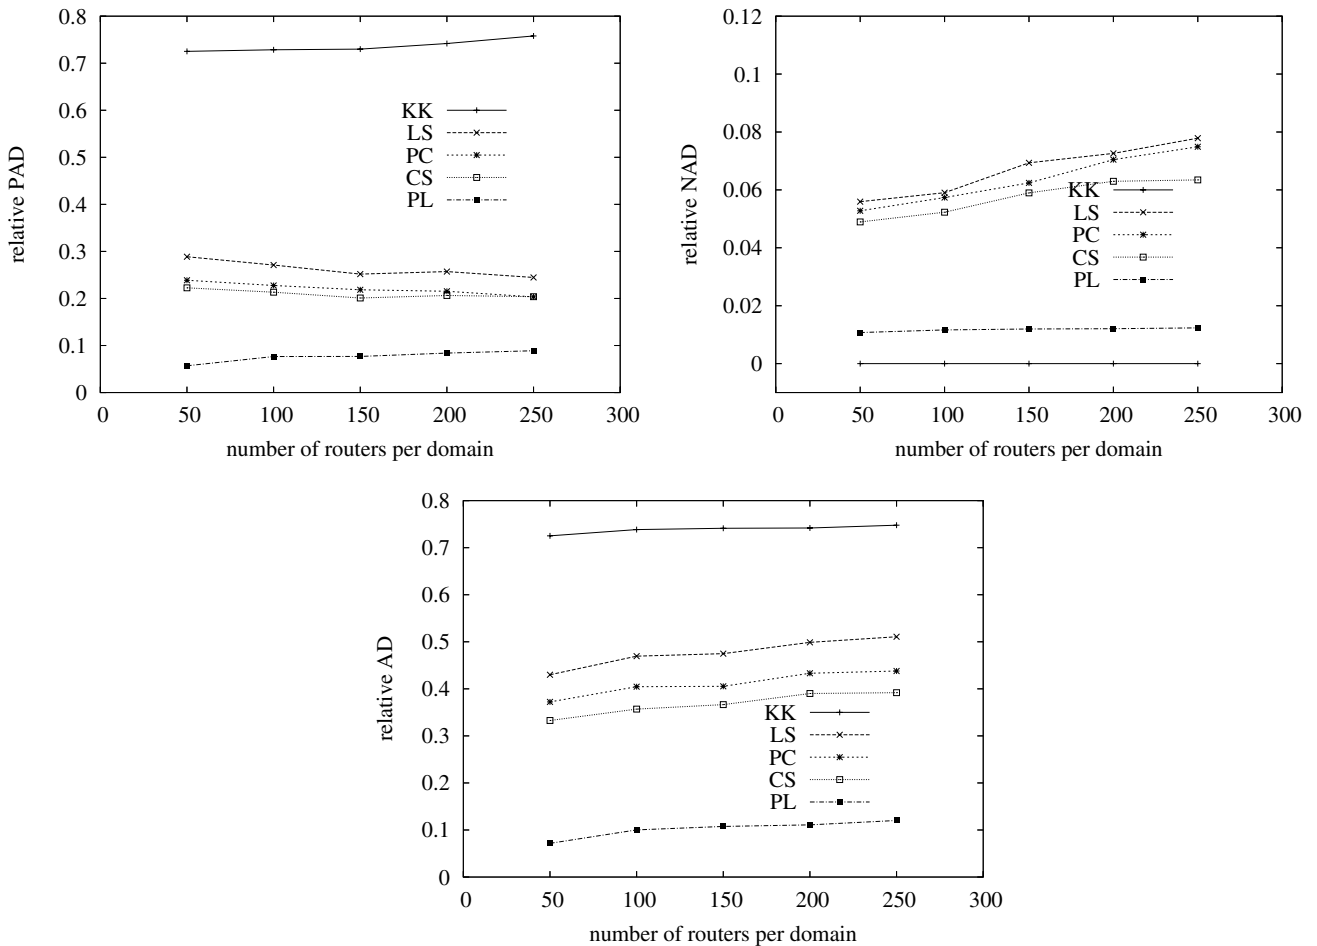 0.8
0.7
0.6
0.5
0.4
0.3
0.2
0.1
0
relative PAD
KK
LS
PC
CS
PL
0 50 100 150 200 250 300
number of routers per domain
0.12
0.1
0.08
0.06
0.04
0.02
0
relative NAD
KK
LS
PC
CS
PL
0 50 100 150 200 250 300
number of routers per domain
0.8
0.7
0.6
0.5
0.4
0.3
0.2
0.1
0
relative AD
KK
LS
PC
CS
PL
0 50 100 150 200 250 300
number of routers per domain